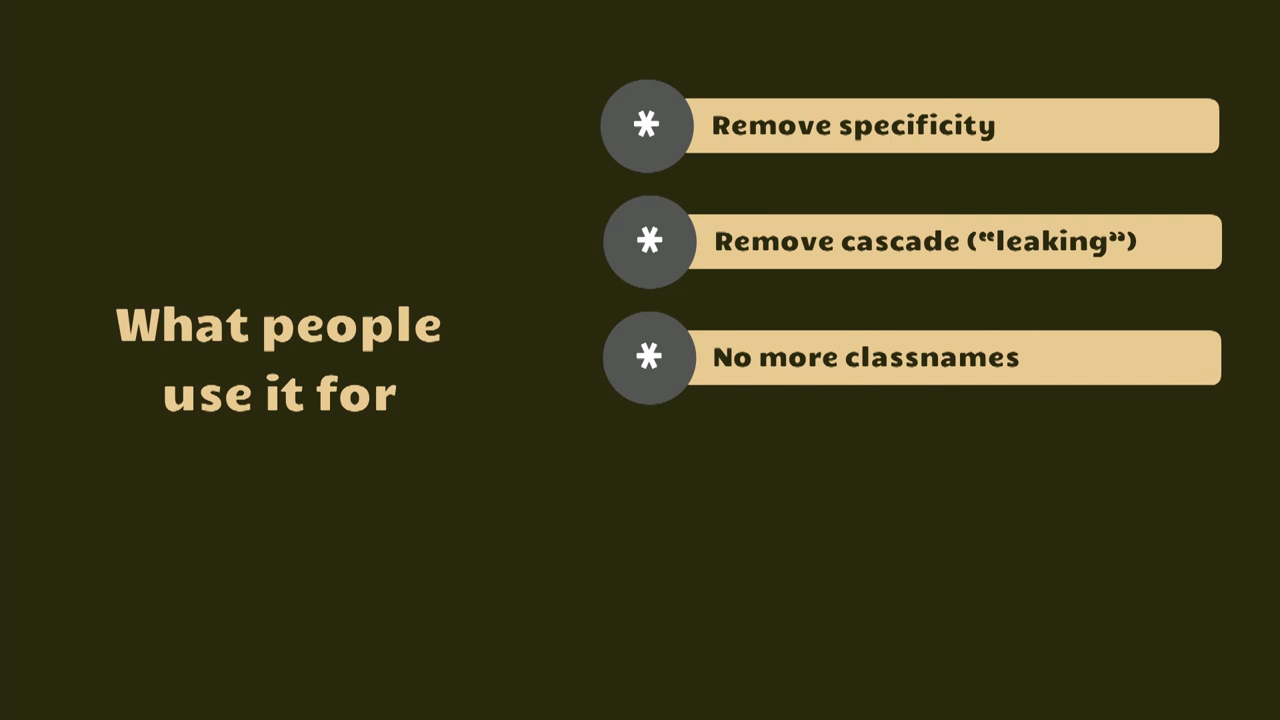 What people
use it for
* Remove specificity
* Remove cascade (“leaking”)
* No more classnames